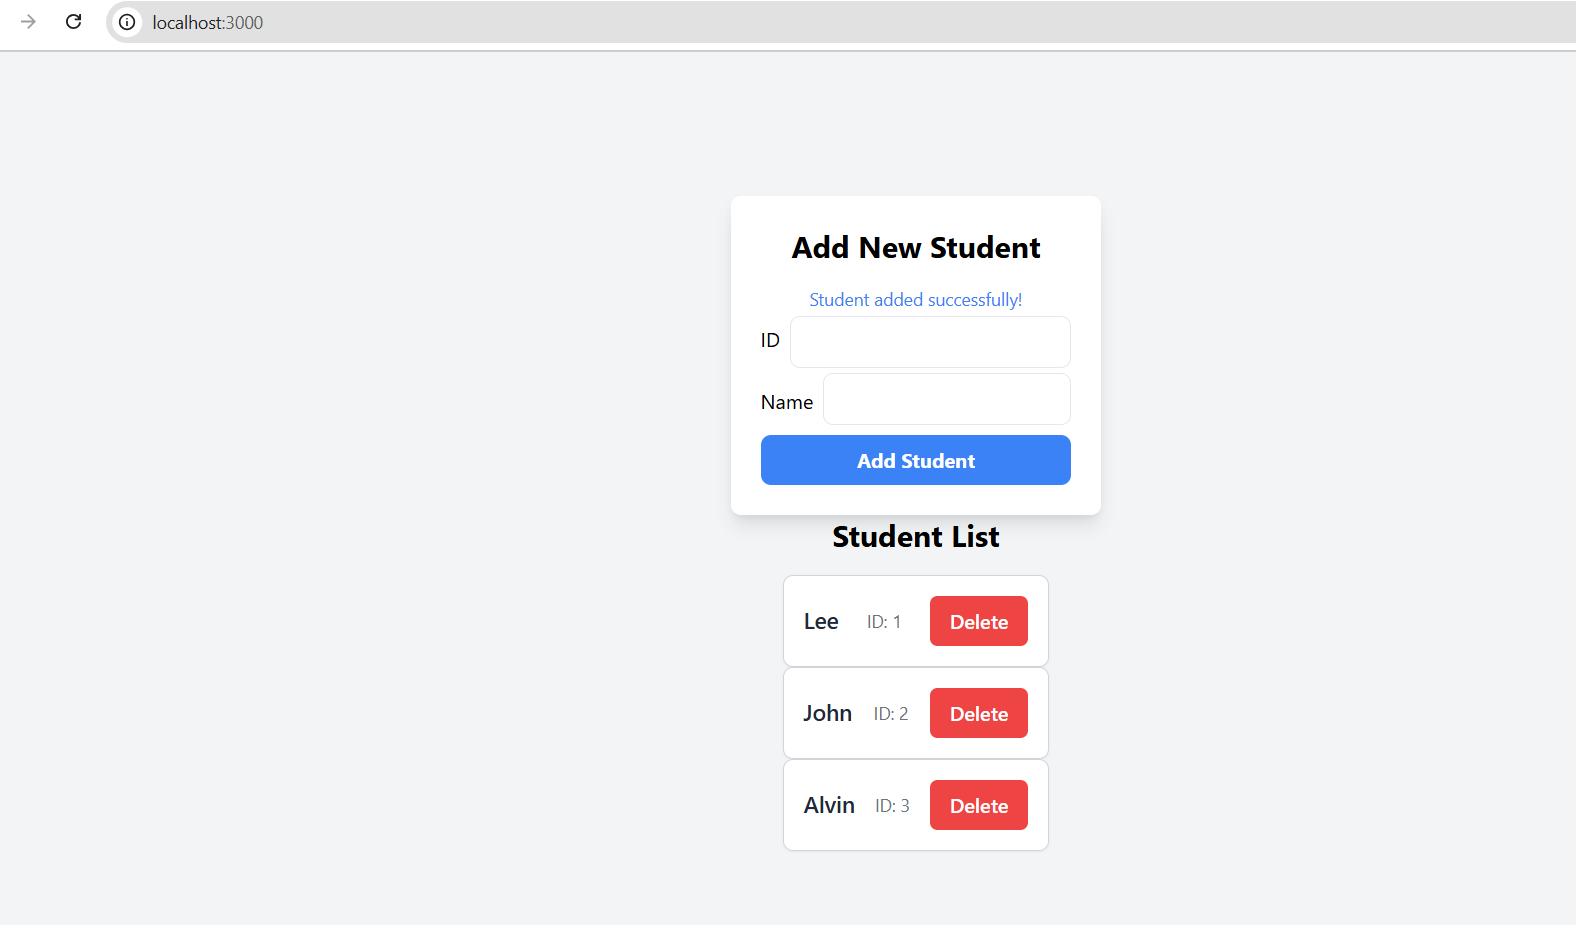 localhost:3000
Add New Student
Student added successfully!
ID
Name
Add Student
Student List
Lee ID: 1 Delete
John ID: 2 Delete
Alvin ID: 3 Delete